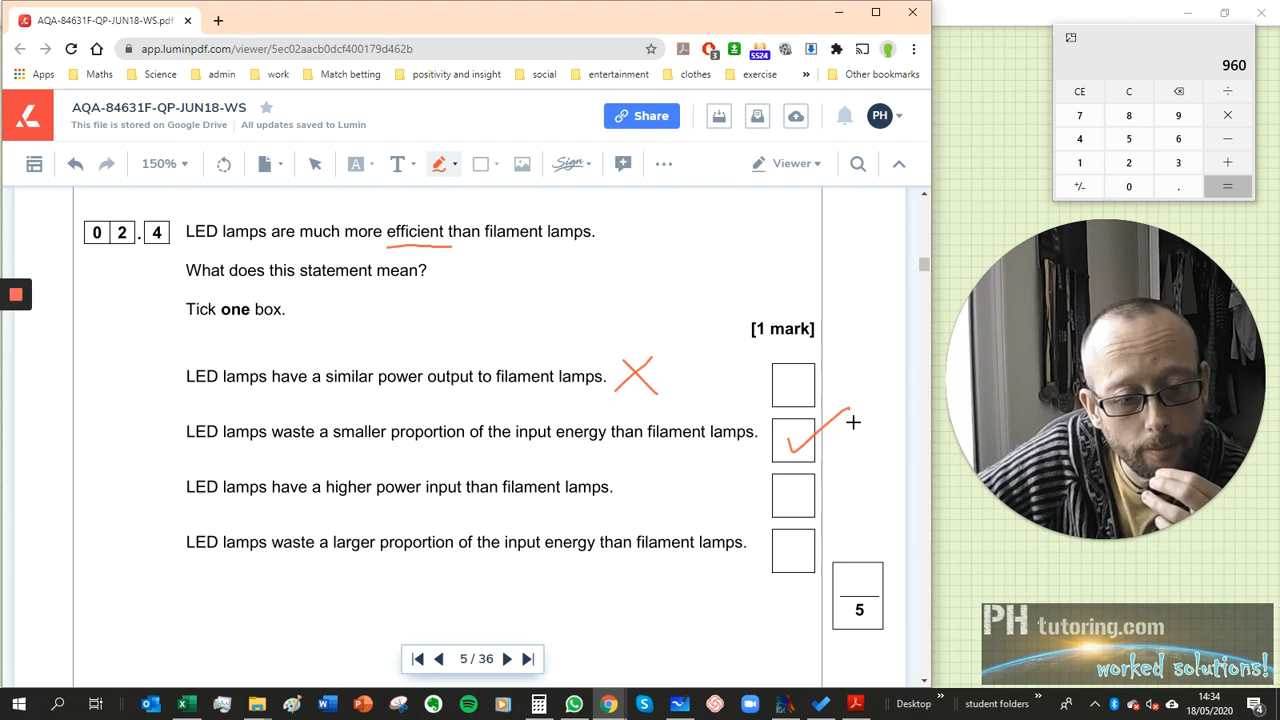 AQA-84631F-QP-JUN18-WS.pdf
app.luminpdf.com/viewer/5ec02aacb0dcf400179d462b
3
5524
Apps Maths Science admin work Match betting positivity and insight social entertainment clothes exercise » Other bookmarks
AQA-84631F-QP-JUN18-WS
This file is stored on Google Drive All updates saved to Lumin
Share
PH
150%
A
T
Sign
Viewer
0 2 . 4 LED lamps are much more efficient than filament lamps.
What does this statement mean?
Tick one box.
[1 mark]
LED lamps have a similar power output to filament lamps.
LED lamps waste a smaller proportion of the input energy than filament lamps.
LED lamps have a higher power input than filament lamps.
LED lamps waste a larger proportion of the input energy than filament lamps.
5
5 / 36
960
CE C ÷
7 8 9 ×
4 5 6 −
1 2 3 +
+/- 0 . =
PH tutoring.com
worked solutions!
Desktop » student folders »
14:34
18/05/2020
4